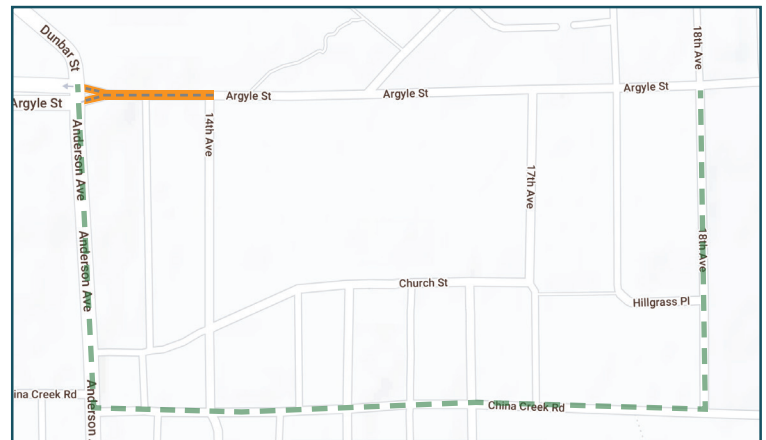 Dunbar St
18th Ave
Argyle St
Argyle St
Argyle St
Argyle St
Anderson Ave
14th Ave
17th Ave
Anderson Ave
18th Ave
Church St
Hillgrass Pl
ina Creek Rd
Anderson
China Creek Rd